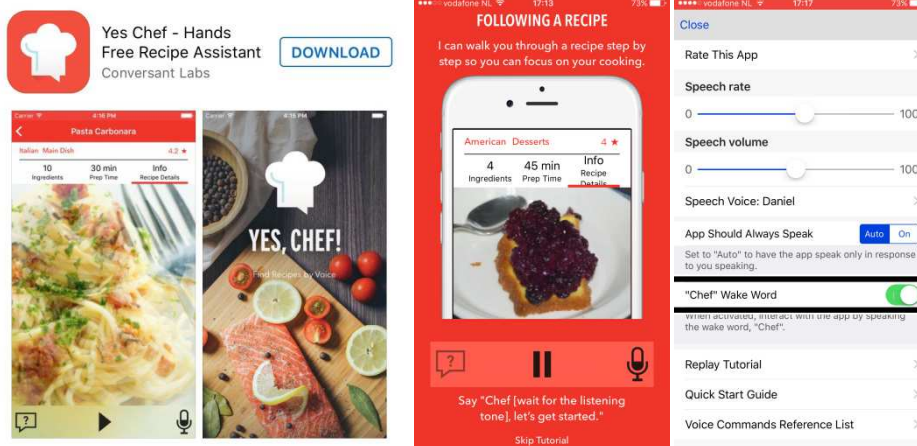 Yes Chef - Hands
Free Recipe Assistant
Conversant Labs
DOWNLOAD
Carrier 4:16 PM
Pasta Carbonara
Italian Main Dish 4.2 ★
10 30 min Info
Ingredients Prep Time Recipe Details
?
Carrier 4:15 PM
YES, CHEF!
Find Recipes by Voice
vodafone NL 17:13 73%
FOLLOWING A RECIPE
I can walk you through a recipe step by
step so you can focus on your cooking.
American Desserts 4 ★
4 45 min Info
Ingredients Prep Time Recipe
Details
?
Say "Chef [wait for the listening
tone], let's get started."
Skip Tutorial
vodafone NL 17:17 73%
Close
Rate This App
Speech rate
0 100
Speech volume
0 100
Speech Voice: Daniel
App Should Always Speak Auto On
Set to "Auto" to have the app speak only in response
to you speaking.
"Chef" Wake Word
When activated, interact with the app by speaking
the wake word, "Chef".
Replay Tutorial
Quick Start Guide
Voice Commands Reference List